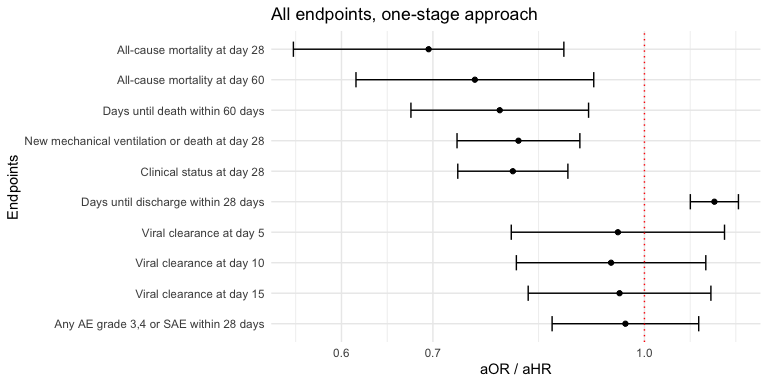 All endpoints, one-stage approach
All-cause mortality at day 28
All-cause mortality at day 60
Days until death within 60 days
New mechanical ventilation or death at day 28
Clinical status at day 28
Days until discharge within 28 days
Viral clearance at day 5
Viral clearance at day 10
Viral clearance at day 15
Any AE grade 3,4 or SAE within 28 days
Endpoints
0.6 0.7 1.0
aOR / aHR